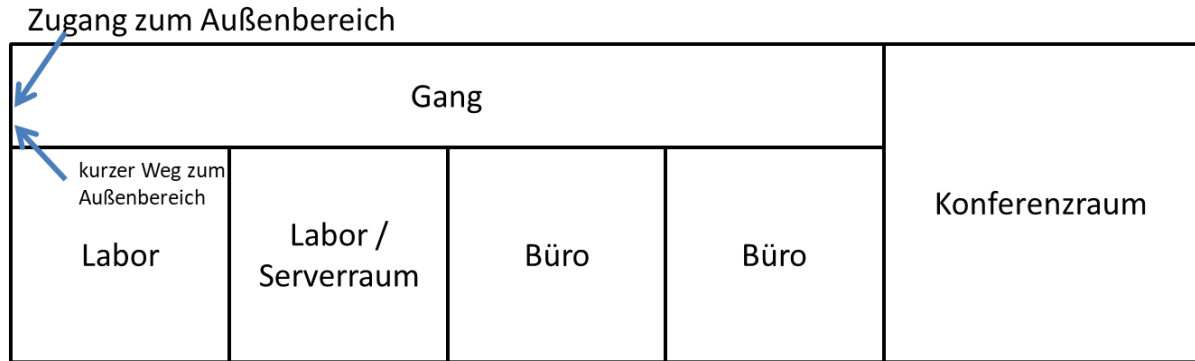 Zugang zum Außenbereich
Gang
kurzer Weg zum
Außenbereich
Labor
Labor /
Serverraum
Büro
Büro
Konferenzraum